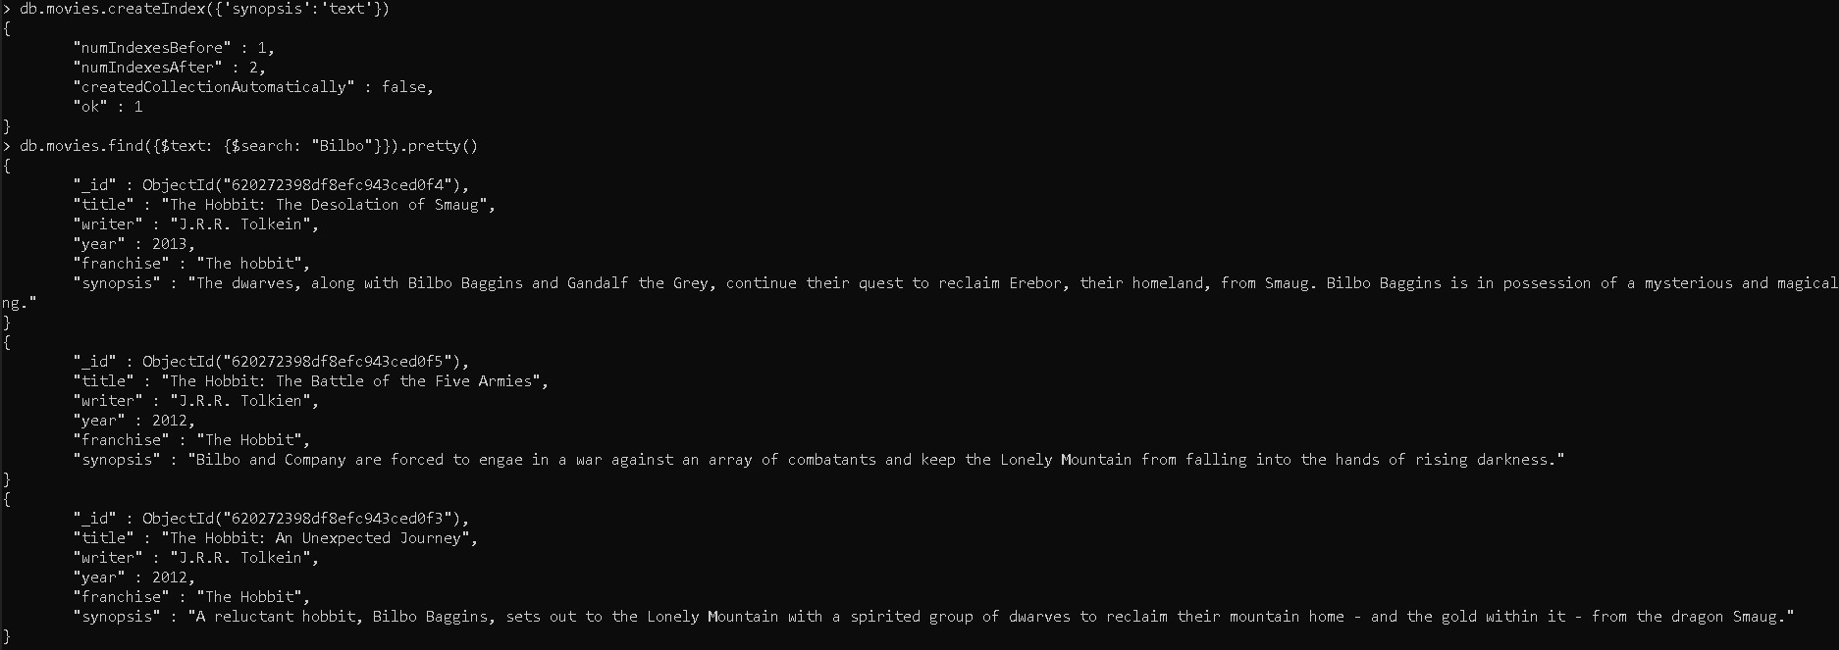 > db.movies.createIndex({'synopsis':'text'})
{
"numIndexesBefore" : 1,
"numIndexesAfter" : 2,
"createdCollectionAutomatically" : false,
"ok" : 1
}
> db.movies.find({$text: {$search: "Bilbo"}}).pretty()
{
"_id" : ObjectId("620272398df8efc943ced0f4"),
"title" : "The Hobbit: The Desolation of Smaug",
"writer" : "J.R.R. Tolkein",
"year" : 2013,
"franchise" : "The hobbit",
"synopsis" : "The dwarves, along with Bilbo Baggins and Gandalf the Grey, continue their quest to reclaim Erebor, their homeland, from Smaug. Bilbo Baggins is in possession of a mysterious and magical
ng."
}
{
"_id" : ObjectId("620272398df8efc943ced0f5"),
"title" : "The Hobbit: The Battle of the Five Armies",
"writer" : "J.R.R. Tolkien",
"year" : 2012,
"franchise" : "The Hobbit",
"synopsis" : "Bilbo and Company are forced to engae in a war against an array of combatants and keep the Lonely Mountain from falling into the hands of rising darkness."
}
{
"_id" : ObjectId("620272398df8efc943ced0f3"),
"title" : "The Hobbit: An Unexpected Journey",
"writer" : "J.R.R. Tolkein",
"year" : 2012,
"franchise" : "The Hobbit",
"synopsis" : "A reluctant hobbit, Bilbo Baggins, sets out to the Lonely Mountain with a spirited group of dwarves to reclaim their mountain home - and the gold within it - from the dragon Smaug."
}